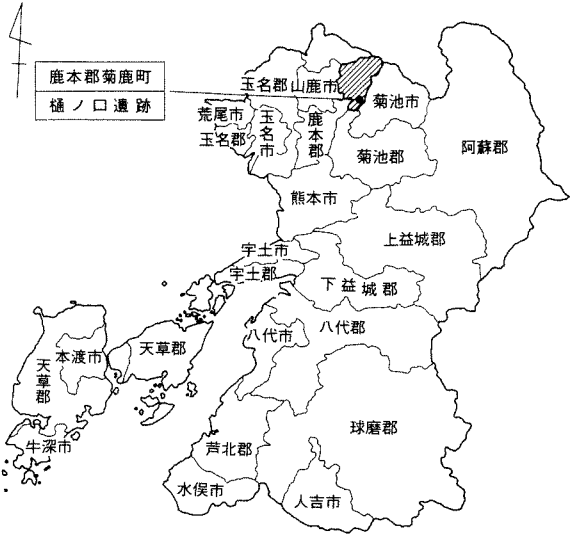 鹿本郡菊鹿町
樋ノ口遺跡
玉名郡
山鹿市
菊池市
荒尾市
玉名市
鹿本郡
玉名郡
菊池郡
阿蘇郡
熊本市
上益城郡
宇土市
宇土郡
下益城郡
八代市
八代郡
天草郡
本渡市
天草郡
牛深市
芦北郡
球磨郡
水俣市
人吉市